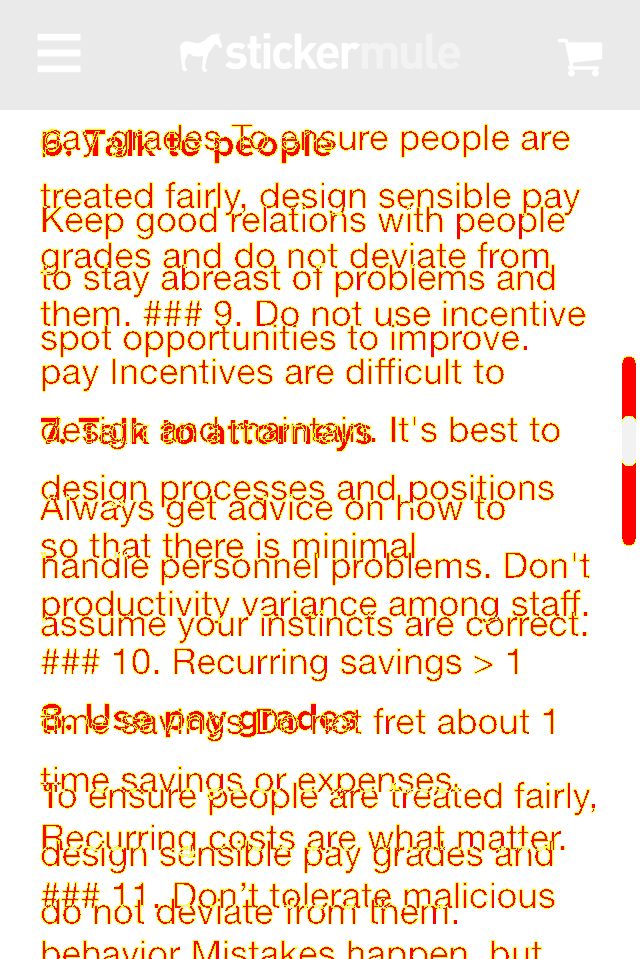 stickermule
pay grades To ensure people are
6. Talk to people
treated fairly, design sensible pay
Keep good relations with people
grades and do not deviate from
to stay abreast of problems and
them. ### 9. Do not use incentive
spot opportunities to improve.
pay Incentives are difficult to
design and maintain. It's best to
7. Talk to attorneys
design processes and positions
Always get advice on how to
so that there is minimal
handle personnel problems. Don't
productivity variance among staff.
assume your instincts are correct.
### 10. Recurring savings > 1
time savings Do not fret about 1
8. Use pay grades
time savings or expenses.
To ensure people are treated fairly,
Recurring costs are what matter.
design sensible pay grades and
### 11. Don’t tolerate malicious
do not deviate from them.
behavior Mistakes happen, but